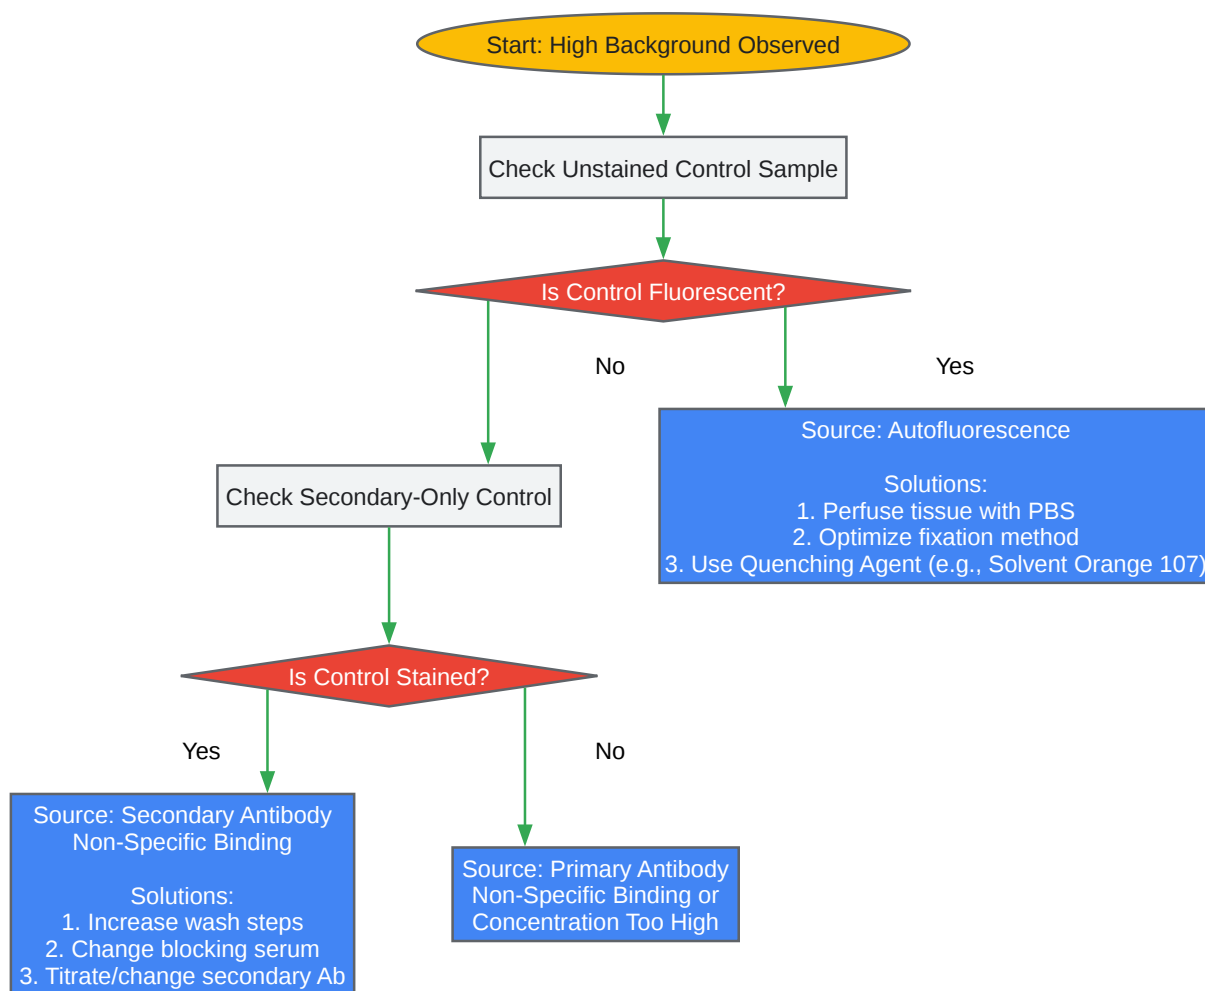 Start: High Background Observed
Check Unstained Control Sample
Is Control Fluorescent?
No
Yes
Source: Autofluorescence
Solutions:
1. Perfuse tissue with PBS
2. Optimize fixation method
3. Use Quenching Agent (e.g., Solvent Orange 107)
Check Secondary-Only Control
Is Control Stained?
Yes
No
Source: Secondary Antibody
Non-Specific Binding
Solutions:
1. Increase wash steps
2. Change blocking serum
3. Titrate/change secondary Ab
Source: Primary Antibody
Non-Specific Binding or
Concentration Too High